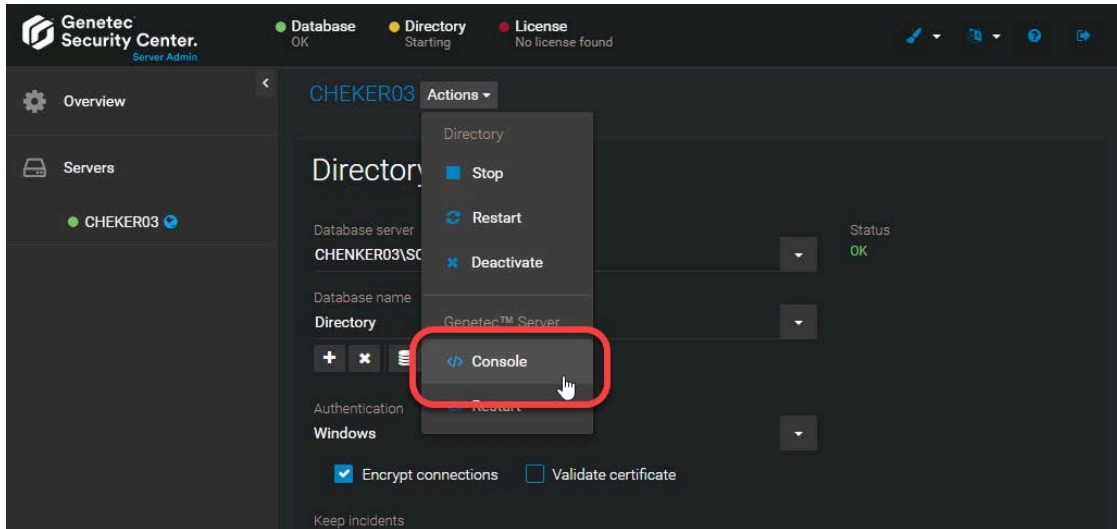 Genetec
Security Center.
Server Admin
Database
OK
Directory
Starting
License
No license found
Overview
CHEKER03 Actions
Servers
CHEKER03
Directory
Directory
Stop
Restart
Deactivate
Genetec™ Server
Console
Restart
Database server
CHENKER03\SQ
Status
OK
Database name
Directory
Authentication
Windows
Encrypt connections
Validate certificate
Keep incidents